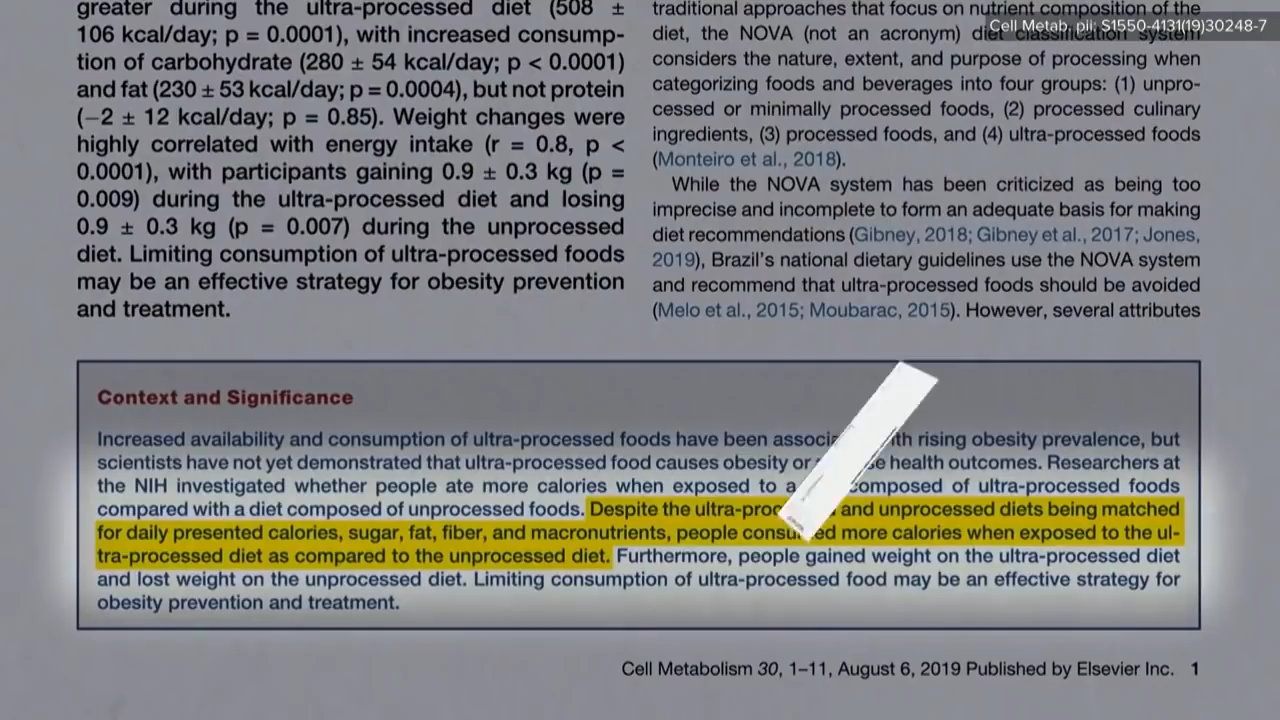 greater during the ultra-processed diet (508 ±
106 kcal/day; p = 0.0001), with increased consump-
tion of carbohydrate (280 ± 54 kcal/day; p < 0.0001)
and fat (230 ± 53 kcal/day; p = 0.0004), but not protein
(−2 ± 12 kcal/day; p = 0.85). Weight changes were
highly correlated with energy intake (r = 0.8, p <
0.0001), with participants gaining 0.9 ± 0.3 kg (p =
0.009) during the ultra-processed diet and losing
0.9 ± 0.3 kg (p = 0.007) during the unprocessed
diet. Limiting consumption of ultra-processed foods
may be an effective strategy for obesity prevention
and treatment.
traditional approaches that focus on nutrient composition of the
Cell Metab. pii: S1550-4131(19)30248-7
diet, the NOVA (not an acronym) diet classification system
considers the nature, extent, and purpose of processing when
categorizing foods and beverages into four groups: (1) unpro-
cessed or minimally processed foods, (2) processed culinary
ingredients, (3) processed foods, and (4) ultra-processed foods
(Monteiro et al., 2018).
While the NOVA system has been criticized as being too
imprecise and incomplete to form an adequate basis for making
diet recommendations (Gibney, 2018; Gibney et al., 2017; Jones,
2019), Brazil's national dietary guidelines use the NOVA system
and recommend that ultra-processed foods should be avoided
(Melo et al., 2015; Moubarac, 2015). However, several attributes
Context and Significance
Increased availability and consumption of ultra-processed foods have been rising obesity prevalence, but
scientists have not yet demonstrated that ultra-processed food causes obesity or health outcomes. Researchers at
the NIH investigated whether people ate more calories when exposed to a composed of ultra-processed foods
compared with a diet composed of unprocessed foods. Despite the and unprocessed diets being matched
for daily presented calories, sugar, fat, fiber, and macronutrients, people consumed more calories when exposed to the ul-
tra-processed diet as compared to the unprocessed diet. Furthermore, people gained weight on the ultra-processed diet
and lost weight on the unprocessed diet. Limiting consumption of ultra-processed food may be an effective strategy for
obesity prevention and treatment.
Cell Metabolism 30, 1–11, August 6, 2019 Published by Elsevier Inc. 1